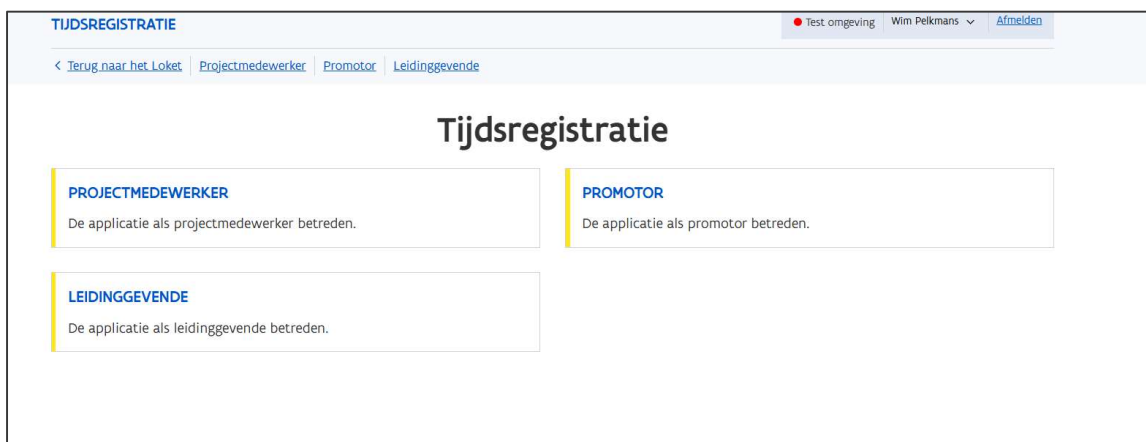 TIJDSREGISTRATIE
Test omgeving Wim Pelkmans Afmelden
Terug naar het Loket Projectmedewerker Promotor Leidinggevende
Tijdsregistratie
PROJECTMEDEWERKER
De applicatie als projectmedewerker betreden.
PROMOTOR
De applicatie als promotor betreden.
LEIDINGGEVENDE
De applicatie als leidinggevende betreden.